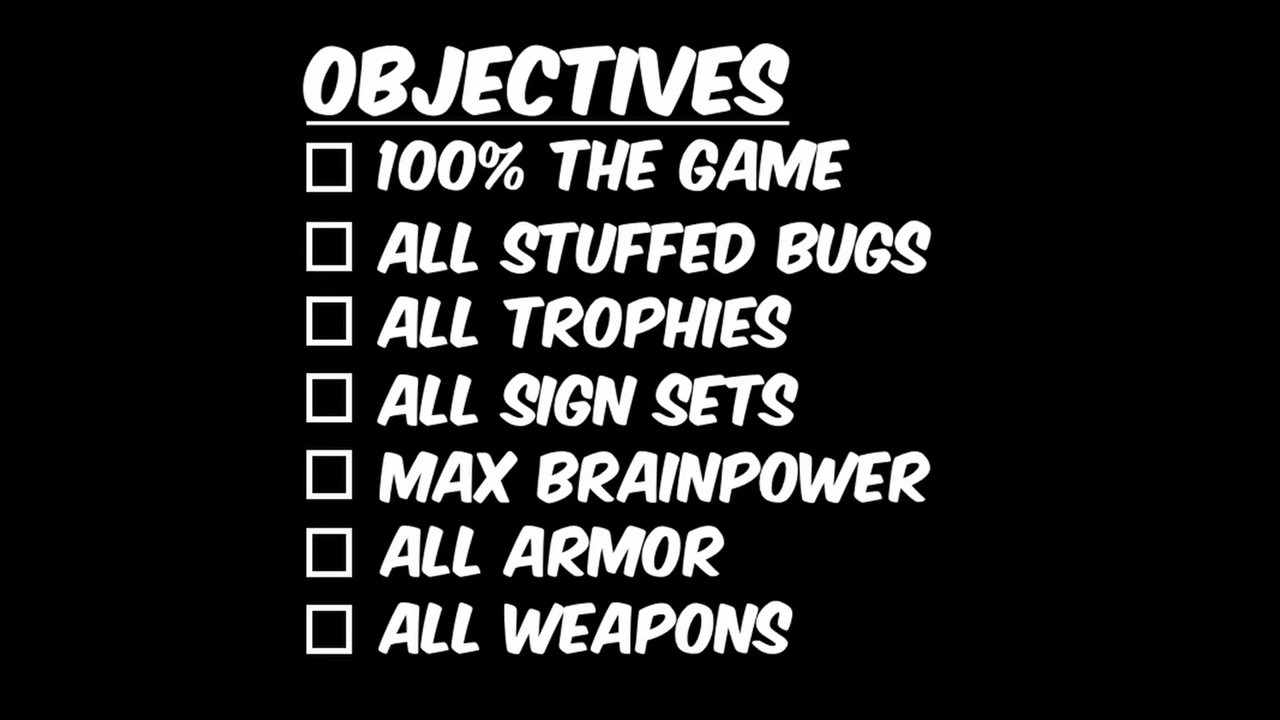 OBJECTIVES
100% THE GAME
ALL STUFFED BUGS
ALL TROPHIES
ALL SIGN SETS
MAX BRAINPOWER
ALL ARMOR
ALL WEAPONS